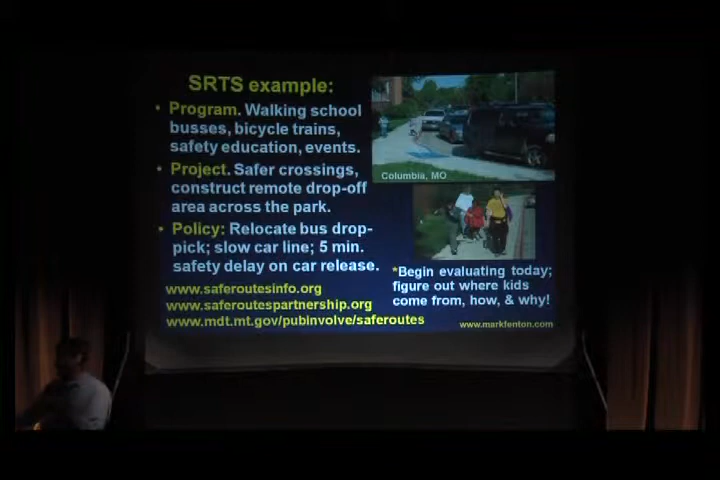 SRTS example:
• Program. Walking school
busses, bicycle trains,
safety education, events.
• Project. Safer crossings,
construct remote drop-off
area across the park.
• Policy: Relocate bus drop-
pick; slow car line; 5 min.
safety delay on car release.
www.saferoutesinfo.org
www.saferoutespartnership.org
www.mdt.mt.gov/pubinvolve/saferoutes
Columbia, MO
*Begin evaluating today;
figure out where kids
come from, how, & why!
www.markfenton.com